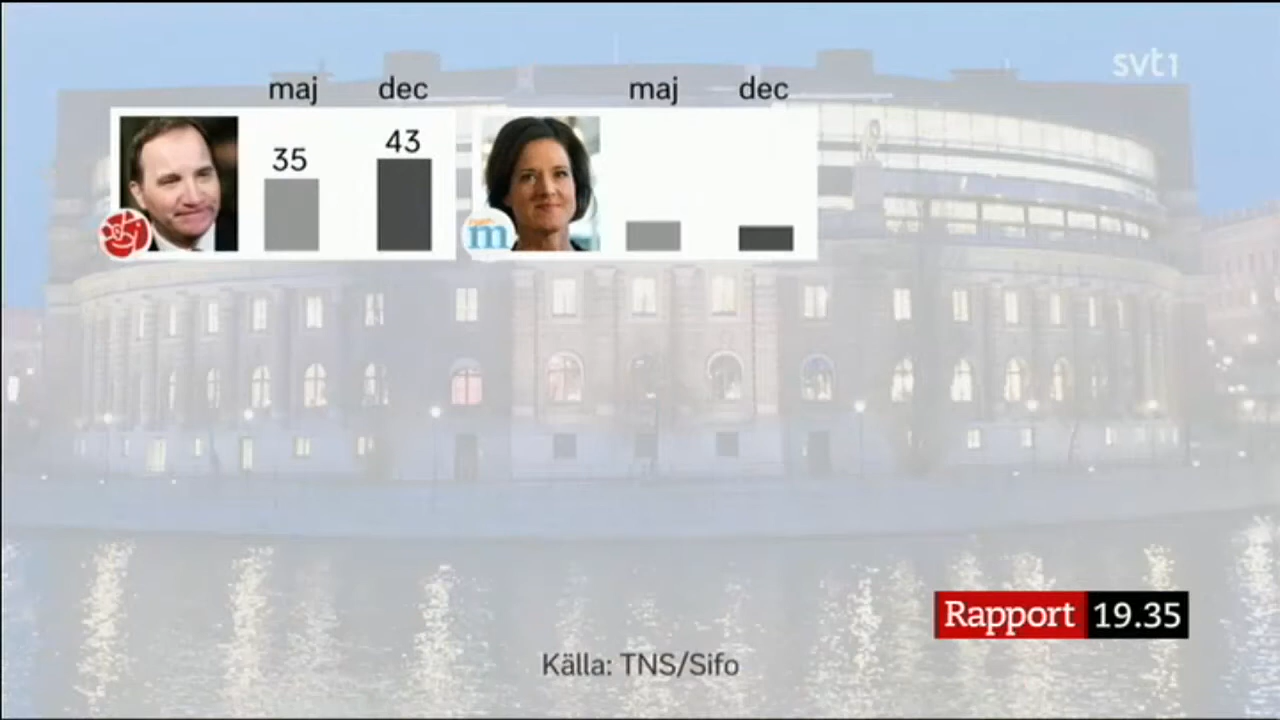 svt1
maj dec maj dec
35 43
m
Rapport 19.35
Källa: TNS/Sifo